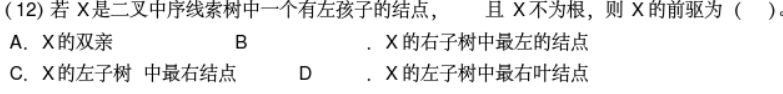 (12) 若 X是二叉中序线索树中一个有左孩子的结点， 且 X不为根，则 X的前驱为 ( )。
A. X的双亲 B . X的右子树中最左的结点
C. X的左子树 中最右结点 D . X的左子树中最右叶结点